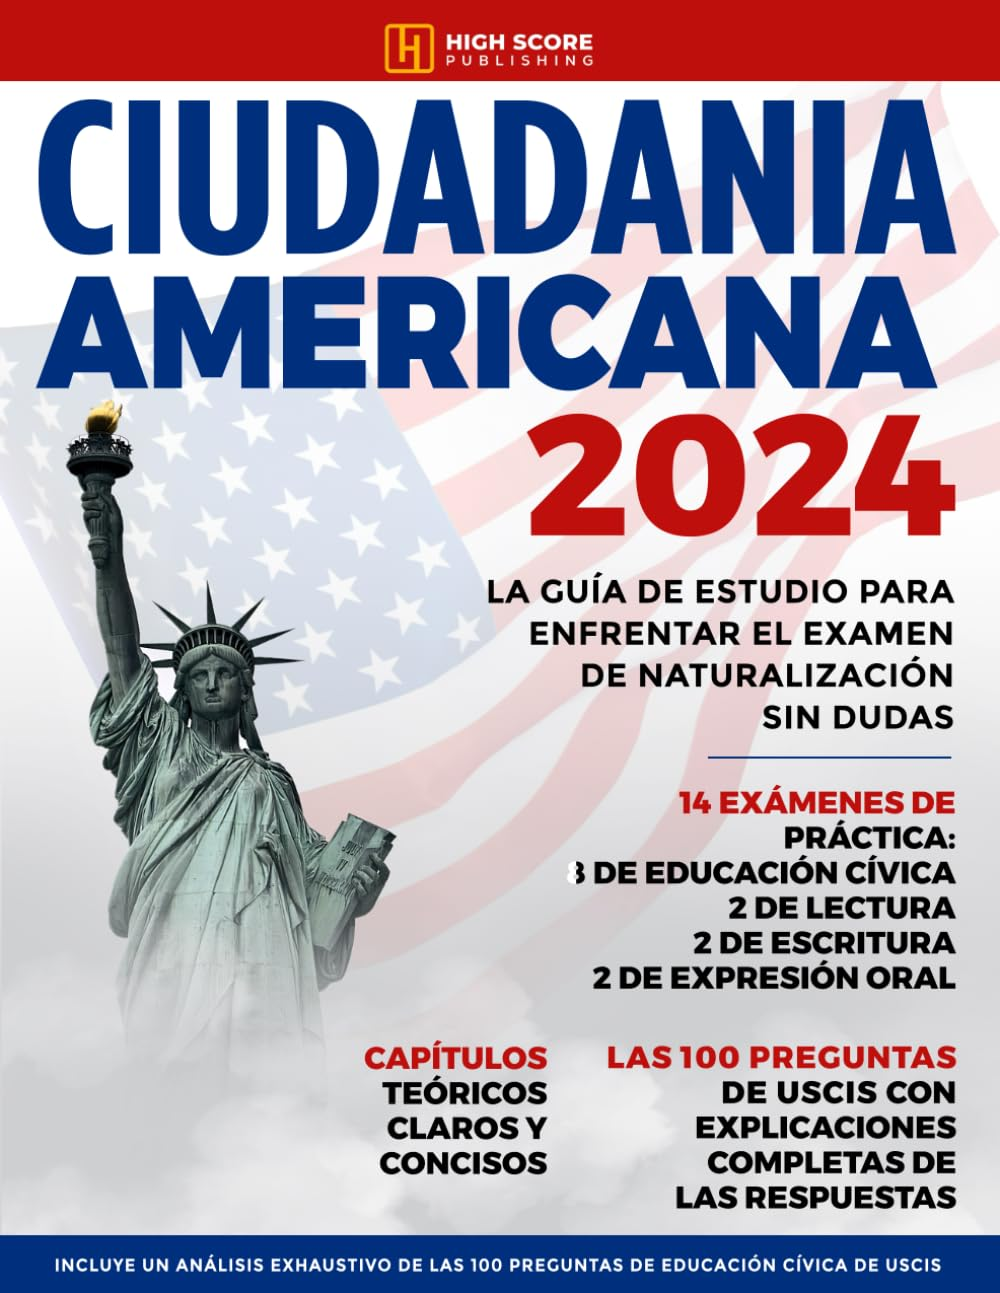 HIGH SCORE
PUBLISHING
CIUDADANIA
AMERICANA
2024
LA GUÍA DE ESTUDIO PARA
ENFRENTAR EL EXAMEN
DE NATURALIZACIÓN
SIN DUDAS
14 EXÁMENES DE
PRÁCTICA:
8 DE EDUCACIÓN CÍVICA
2 DE LECTURA
2 DE ESCRITURA
2 DE EXPRESIÓN ORAL
CAPÍTULOS
TEÓRICOS
CLAROS Y
CONCISOS
LAS 100 PREGUNTAS
DE USCIS CON
EXPLICACIONES
COMPLETAS DE
LAS RESPUESTAS
INCLUYE UN ANÁLISIS EXHAUSTIVO DE LAS 100 PREGUNTAS DE EDUCACIÓN CÍVICA DE USCIS